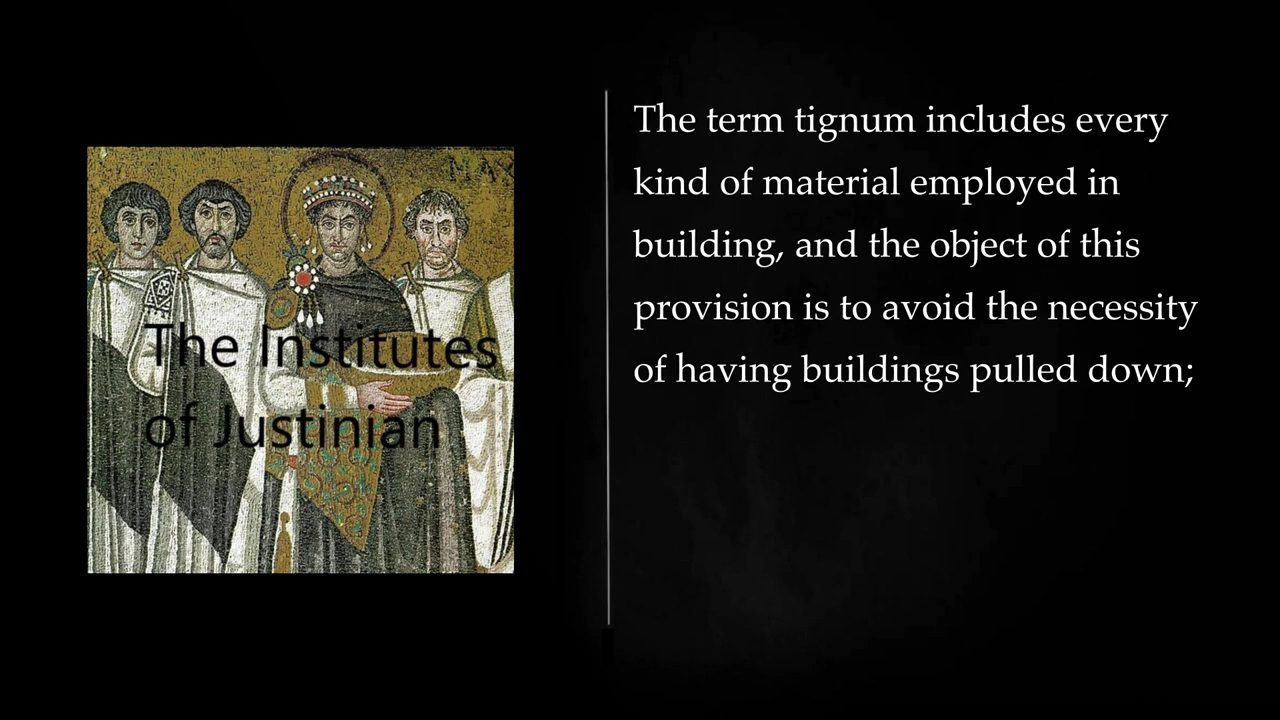 MAX
The Institutes
of Justinian
The term tignum includes every
kind of material employed in
building, and the object of this
provision is to avoid the necessity
of having buildings pulled down;